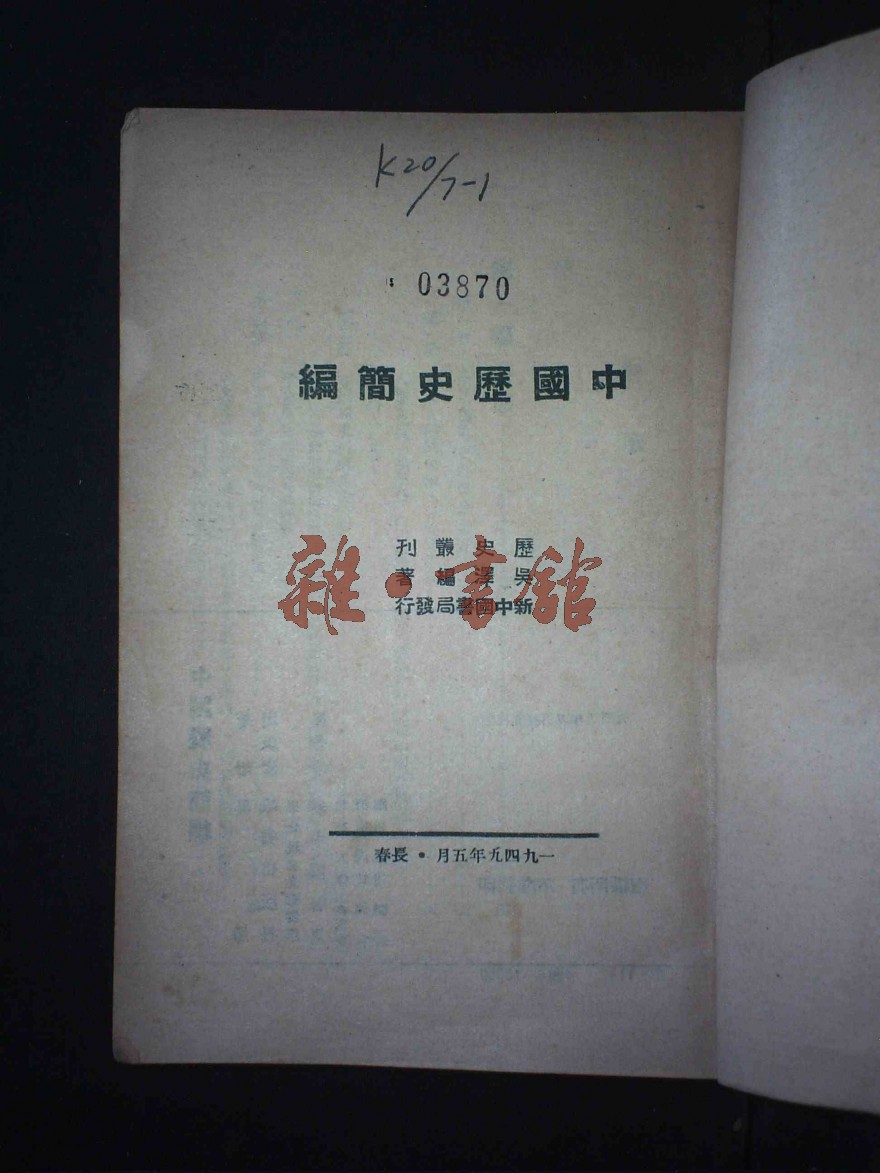 K20/7-1
03870
中國歷史簡編
歷史叢刊
吳澤編著
新中國書局發行
雜·書舘
一九四九年五月·長春